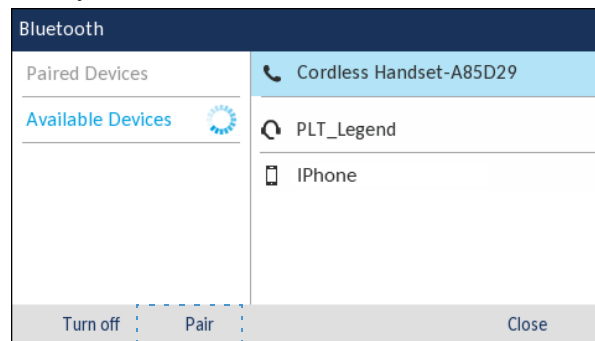 Bluetooth
Paired Devices
Available Devices
Cordless Handset-A85D29
PLT_Legend
IPhone
Turn off Pair Close